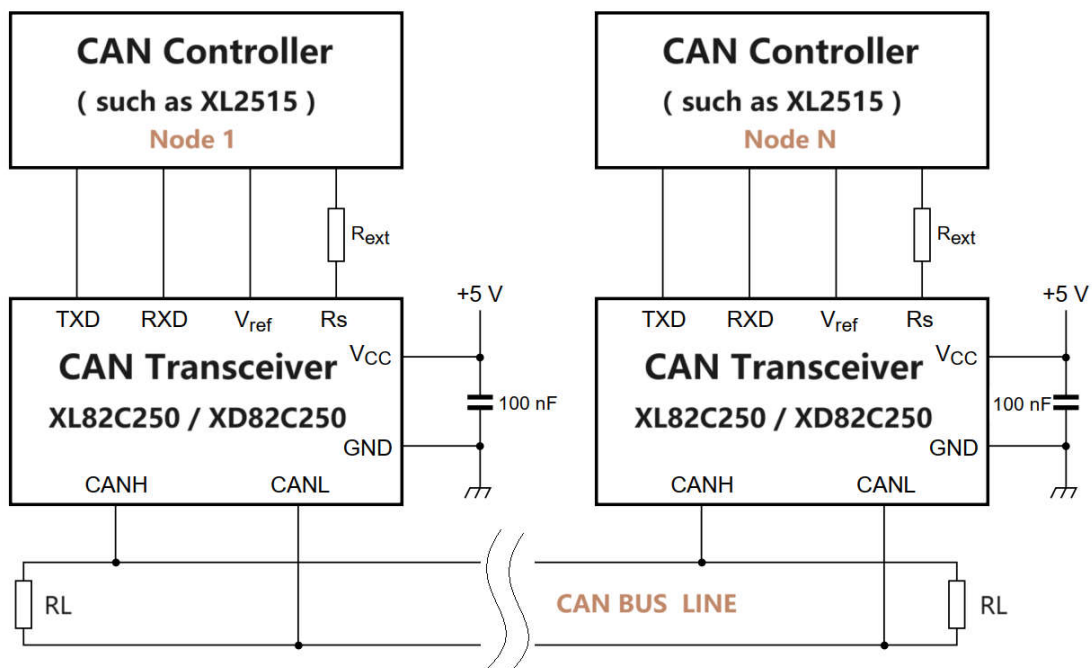 CAN Controller
( such as XL2515 )
Node 1
CAN Controller
( such as XL2515 )
Node N
Rext
Rext
+5 V
+5 V
TXD RXD Vref Rs
VCC
CAN Transceiver
XL82C250 / XD82C250
GND
CANH CANL
100 nF
TXD RXD Vref Rs
VCC
CAN Transceiver
XL82C250 / XD82C250
GND
CANH CANL
100 nF
RL
CAN BUS LINE
RL